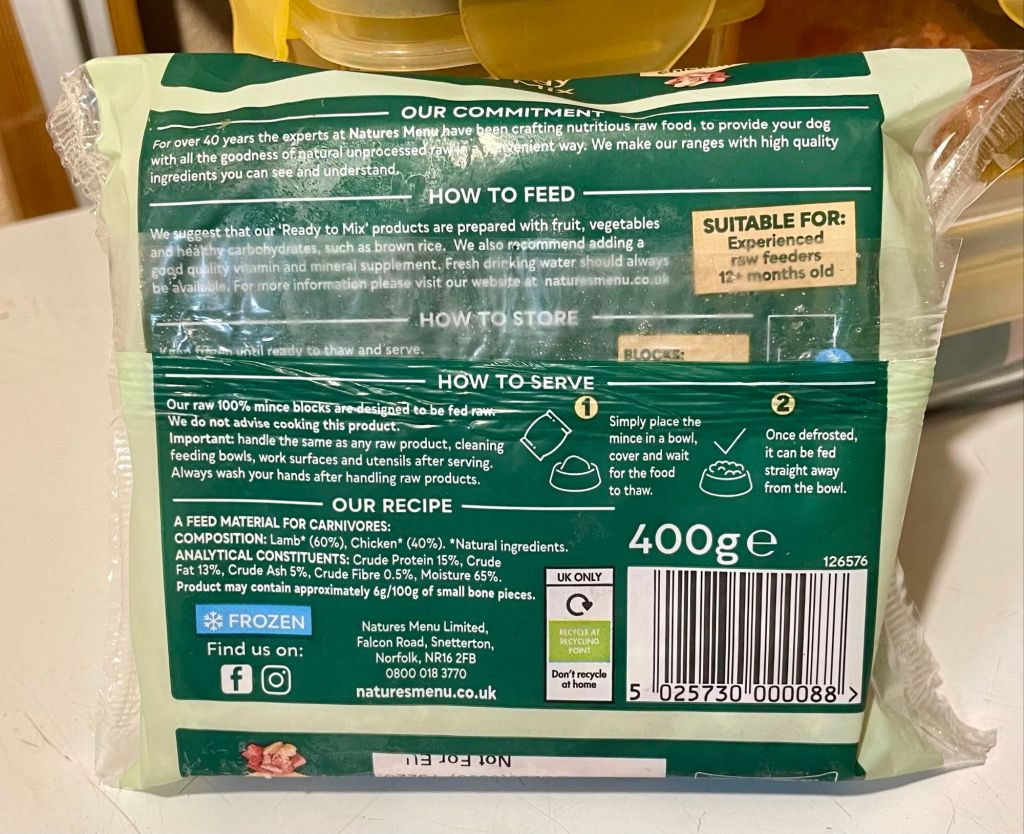 OUR COMMITMENT
For over 40 years the experts at Natures Menu have been crafting nutritious raw food, to provide your dog
with all the goodness of natural unprocessed raw in a convenient way. We make our ranges with high quality
ingredients you can see and understand.
HOW TO FEED
We suggest that our 'Ready to Mix' products are prepared with fruit, vegetables
and healthy carbohydrates, such as brown rice. We also recommend adding a
good quality vitamin and mineral supplement. Fresh drinking water should always
be available. For more information please visit our website at naturesmenu.co.uk
SUITABLE FOR:
Experienced
raw feeders
12+ months old
HOW TO STORE
Keep frozen until ready to thaw and serve.
BLOCKS:
HOW TO SERVE
Our raw 100% mince blocks are designed to be fed raw.
We do not advise cooking this product.
Important: handle the same as any raw product, cleaning
feeding bowls, work surfaces and utensils after serving.
Always wash your hands after handling raw products.
1
Simply place the
mince in a bowl,
cover and wait
for the food
to thaw.
2
Once defrosted,
it can be fed
straight away
from the bowl.
OUR RECIPE
A FEED MATERIAL FOR CARNIVORES:
COMPOSITION: Lamb* (60%), Chicken* (40%). *Natural ingredients.
ANALYTICAL CONSTITUENTS: Crude Protein 15%, Crude
Fat 13%, Crude Ash 5%, Crude Fibre 0.5%, Moisture 65%.
Product may contain approximately 6g/100g of small bone pieces.
400g e
126576
FROZEN
Find us on:
Natures Menu Limited,
Falcon Road, Snetterton,
Norfolk, NR16 2FB
0800 018 3770
naturesmenu.co.uk
UK ONLY
RECYCLE AT
RECYCLING
POINT
Don't recycle
at home
5 025730 000088 >
Not For EU